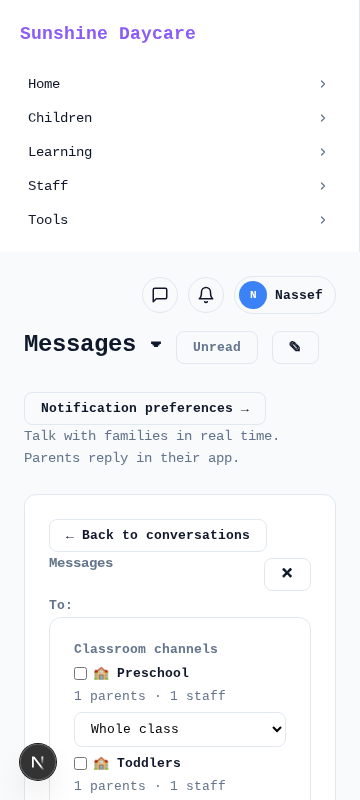 Sunshine Daycare
Home
Children
Learning
Staff
Tools
N Nassef
Messages Unread
Notification preferences →
Talk with families in real time.
Parents reply in their app.
← Back to conversations
Messages
To:
Classroom channels
Preschool
1 parents · 1 staff
Whole class
Toddlers
1 parents · 1 staff
N